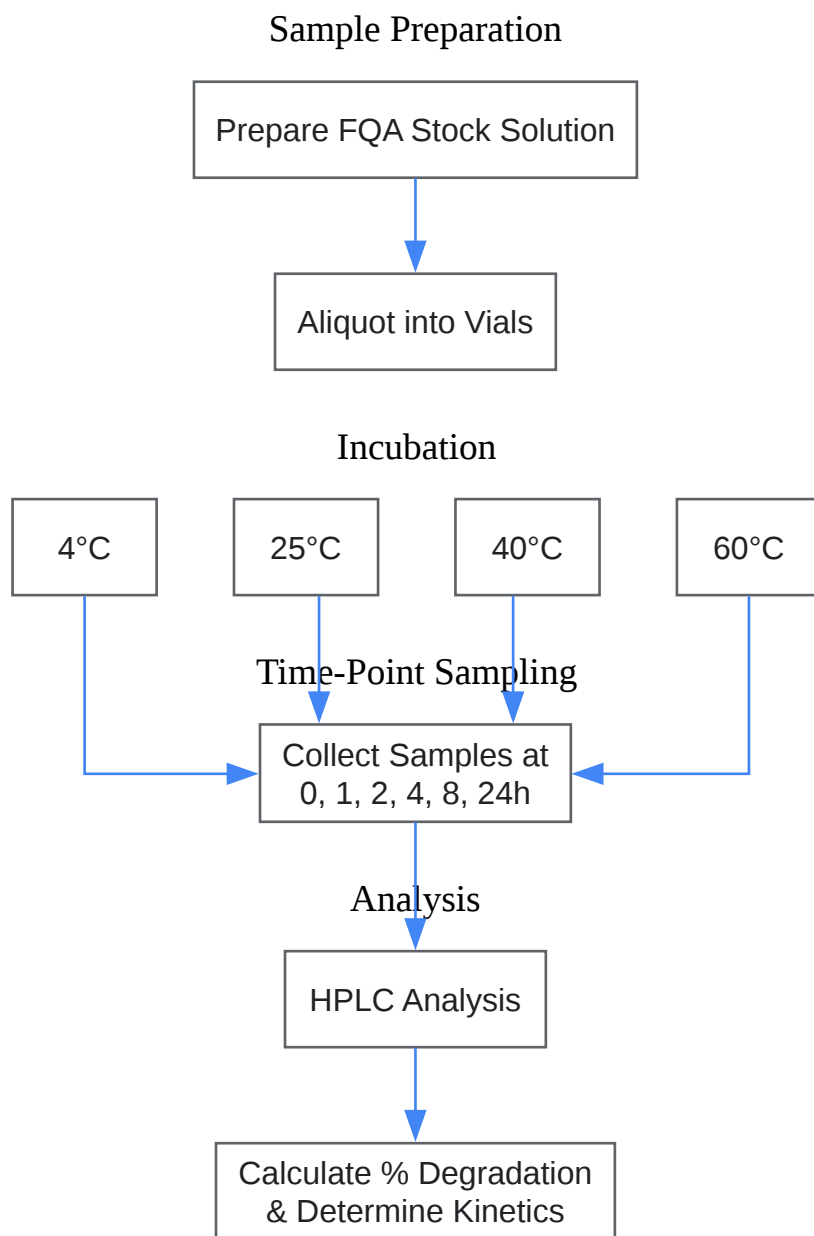 Sample Preparation
Prepare FQA Stock Solution
Aliquot into Vials
Incubation
4°C
25°C
40°C
60°C
Time-Point Sampling
Collect Samples at
0, 1, 2, 4, 8, 24h
Analysis
HPLC Analysis
Calculate % Degradation
& Determine Kinetics